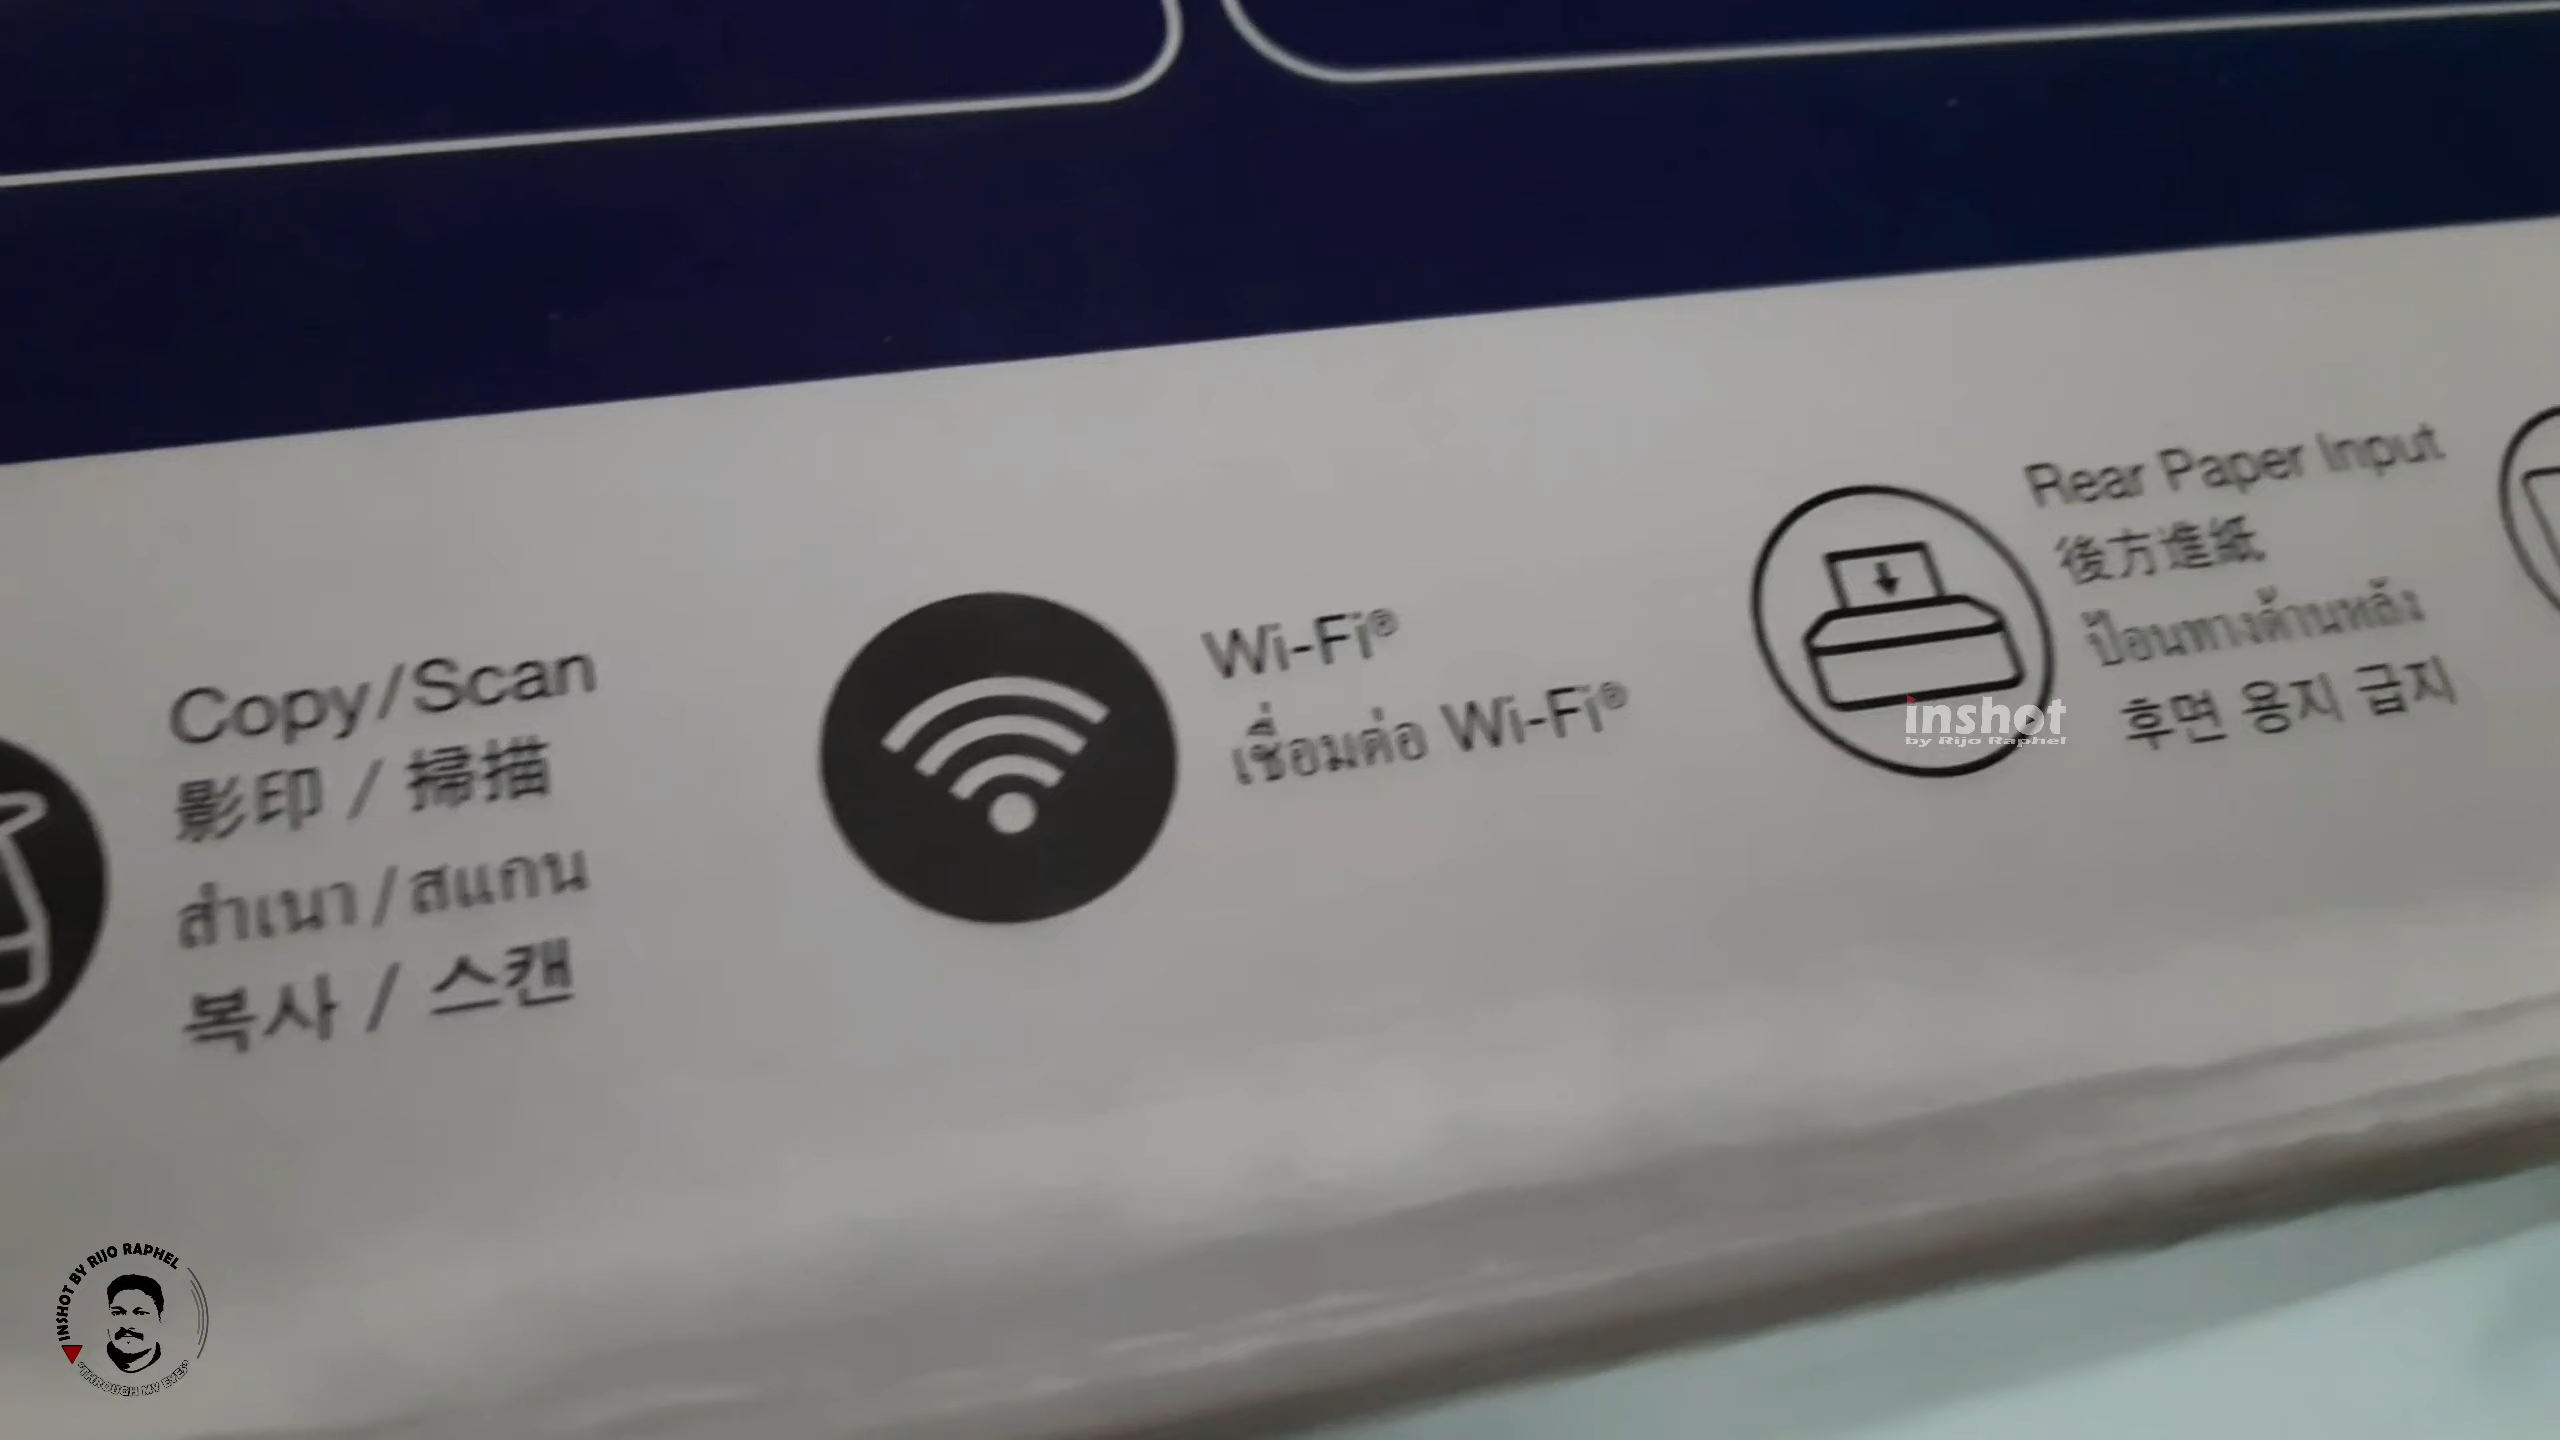 Copy/Scan
影印 / 掃描
สำเนา/สแกน
복사 / 스캔
Wi-Fi®
เชื่อมต่อ Wi-Fi®
Rear Paper Input
後方進紙
ป้อนทางด้านหลัง
후면 용지 급지
inshot
by Rijo Raphel
INSHOT BY RIJO RAPHEL
"THROUGH MY EYES"